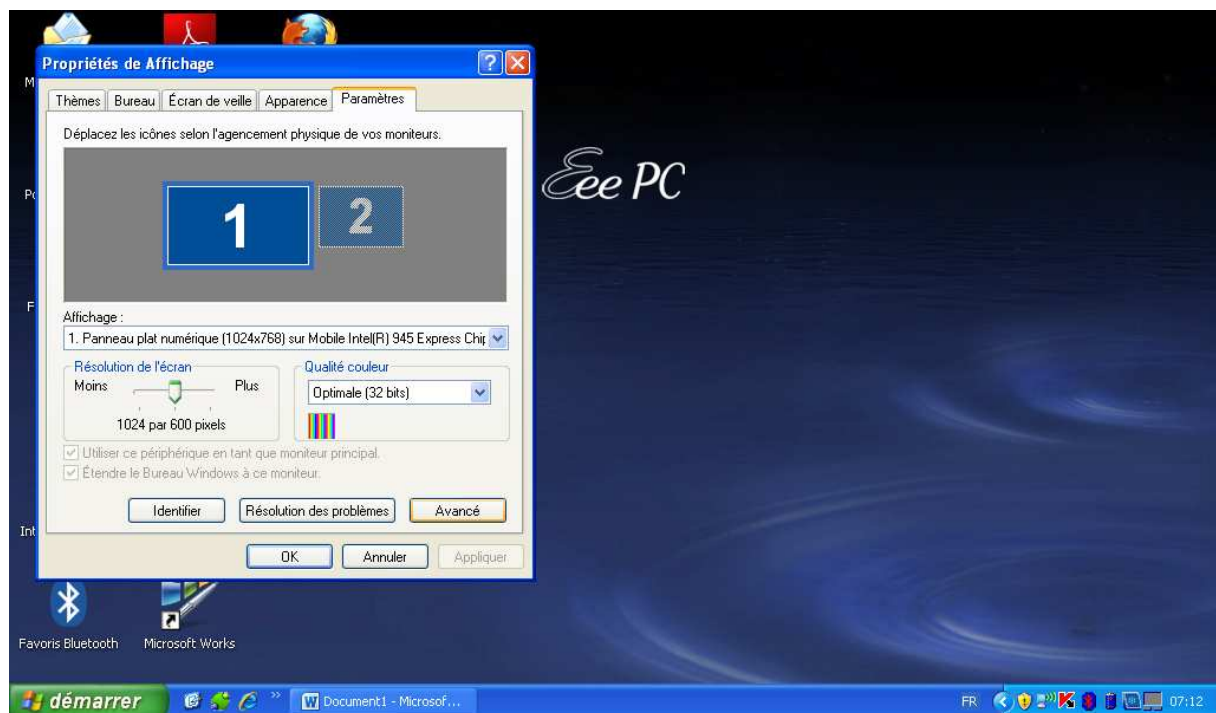 Propriétés de Affichage
Thèmes Bureau Écran de veille Apparence Paramètres
Déplacez les icônes selon l'agencement physique de vos moniteurs.
1 2
Affichage :
1. Panneau plat numérique (1024x768) sur Mobile Intel(R) 945 Express
Résolution de l'écran
Moins Plus
1024 par 600 pixels
Qualité couleur
Optimale (32 bits)
Utiliser ce périphérique en tant que moniteur principal.
Étendre le Bureau Windows à ce moniteur.
Identifier Résolution des problèmes Avancé
OK Annuler Appliquer
Eee PC
Favoris Bluetooth Microsoft Works
démarrer Document1 - Microsof... FR 07:12